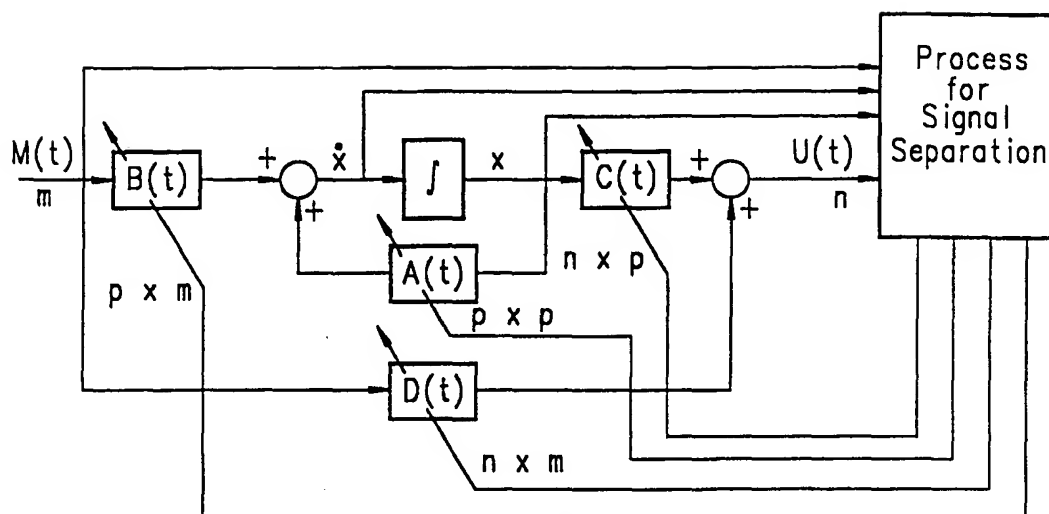 Process
for
Signal
Separation
M(t)
m
B(t)
+
+
ẋ
∫
x
C(t)
+
+
U(t)
n
A(t)
n x p
p x m
p x p
D(t)
n x m